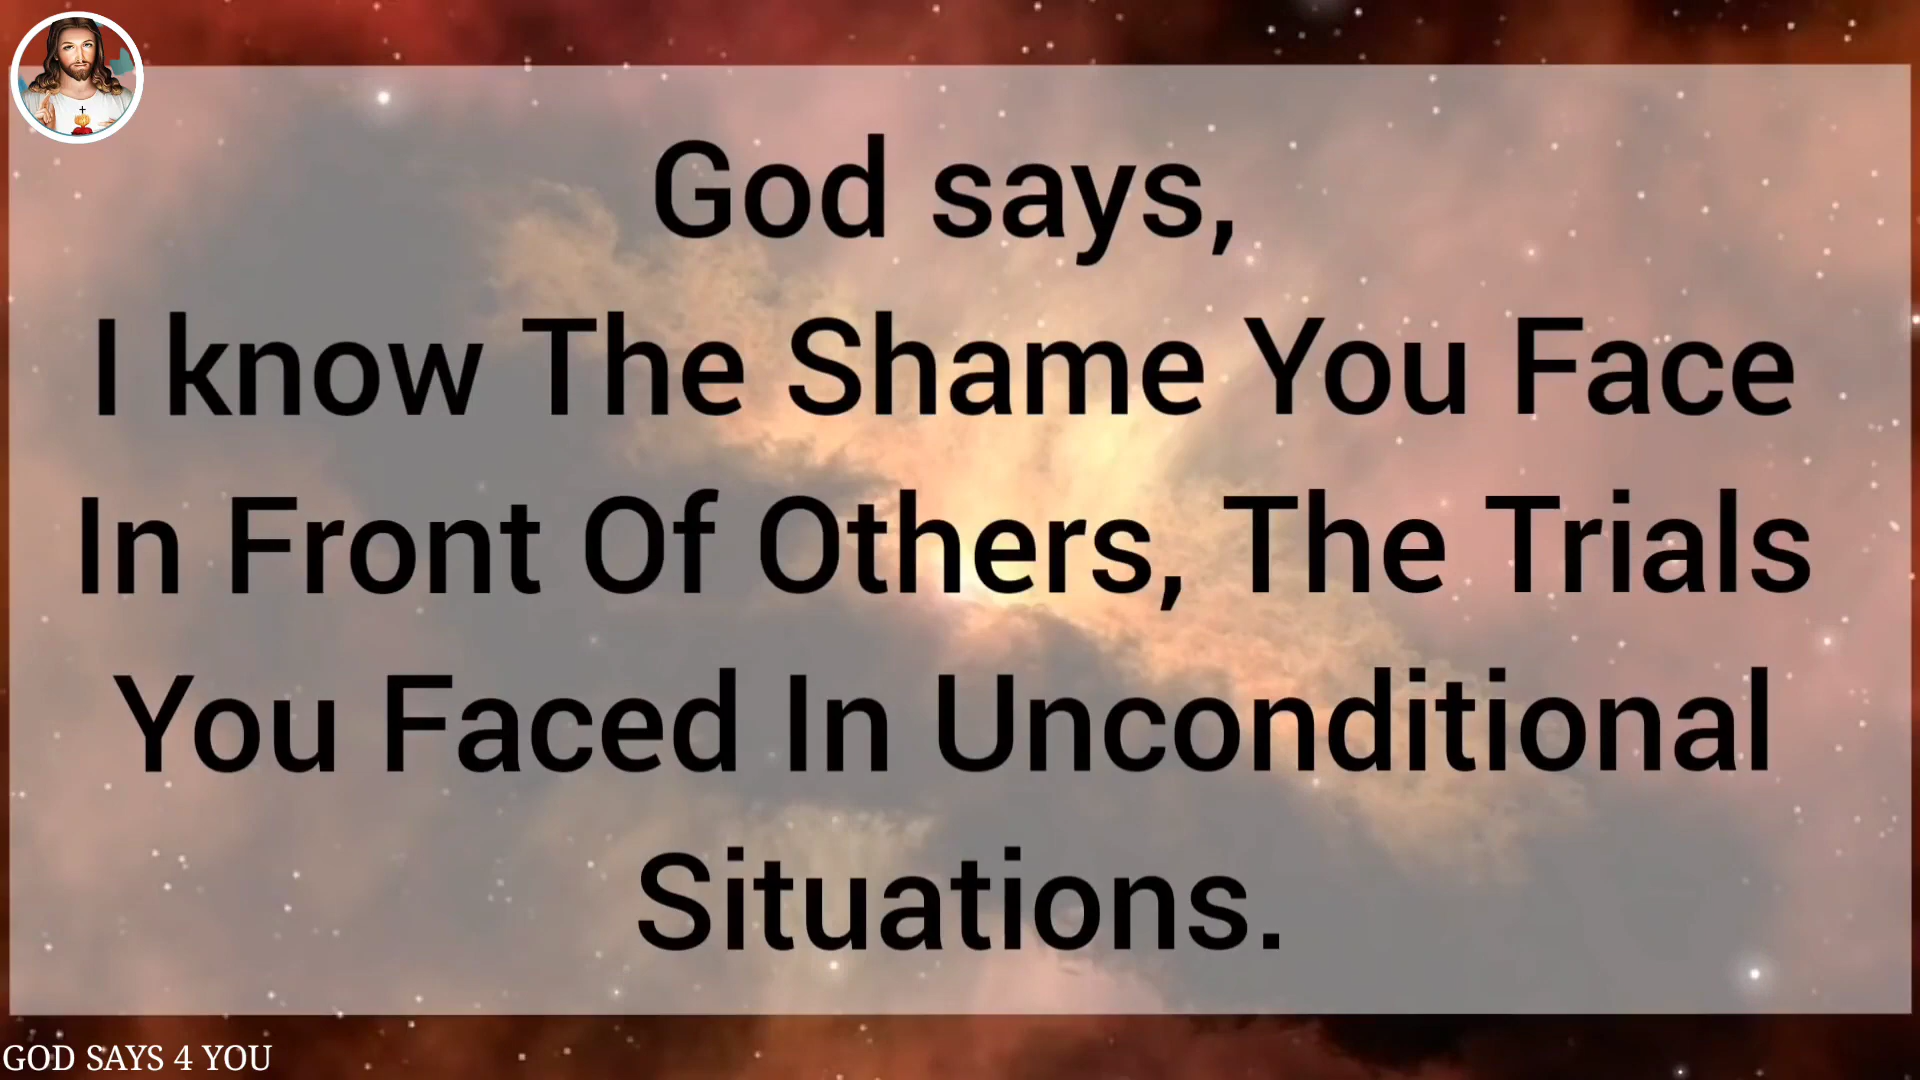 God says,
I know The Shame You Face
In Front Of Others, The Trials
You Faced In Unconditional
Situations.
GOD SAYS 4 YOU